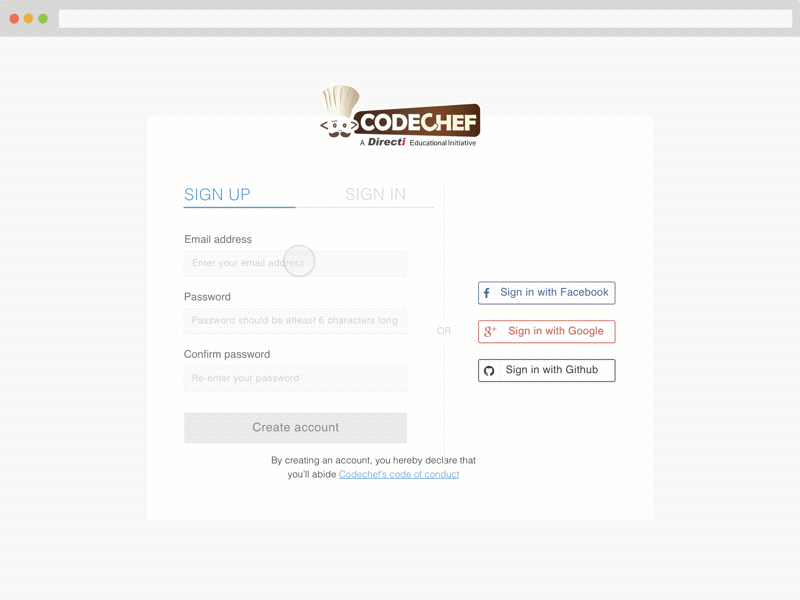 CODECHEF
A Directi Educational Initiative
SIGN UP
SIGN IN
Email address
Enter your email address
Password
Password should be atleast 6 characters long
Confirm password
Re-enter your password
Create account
By creating an account, you hereby declare that
you'll abide Codechef's code of conduct
OR
f Sign in with Facebook
g+ Sign in with Google
Sign in with Github